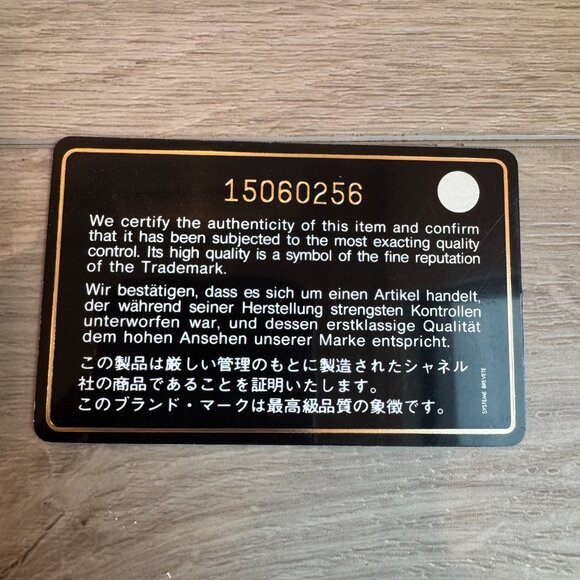 15060256
We certify the authenticity of this item and confirm
that it has been subjected to the most exacting quality
control. Its high quality is a symbol of the fine reputation
of the Trademark.
Wir bestätigen, dass es sich um einen Artikel handelt,
der während seiner Herstellung strengsten Kontrollen
unterworfen war, und dessen erstklassige Qualität
dem hohen Ansehen unserer Marke entspricht.
この製品は厳しい管理のもとに製造されたシャネル
社の商品であることを証明いたします。
このブランド・マークは最高級品質の象徴です。
SYSTEME BREVETE